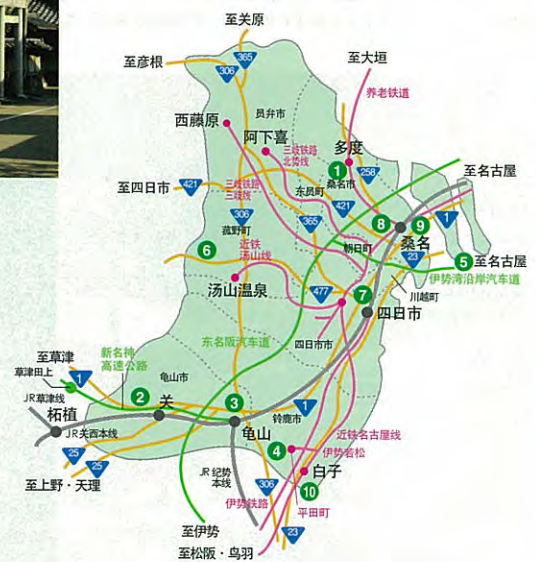 至关原
365
306
至彦根
至大垣
养老铁道
西藤原
员弁市
阿下喜
多度
三岐铁路
北势线
1
258
桑名市
至名古屋
至四日市
421
三岐铁路
三岐线
东员町
421
306
365
8
9
1
菰野町
朝日町
桑名
6
近铁
汤山线
23
5
至名古屋
伊势湾沿岸汽车道
汤山温泉
477
7
川越町
四日市
东名阪汽车道
四日市市
至草津
新名神
高速公路
草津田上
1
龟山市
JR草津线
2
关
3
1
铃鹿市
柘植
JR关西本线
龟山
近铁名古屋线
25
4
伊势若松
25
JR纪势
本线
白子
至上野·天理
306
10
伊势铁路
平田町
至伊势
23
至松阪·鸟羽